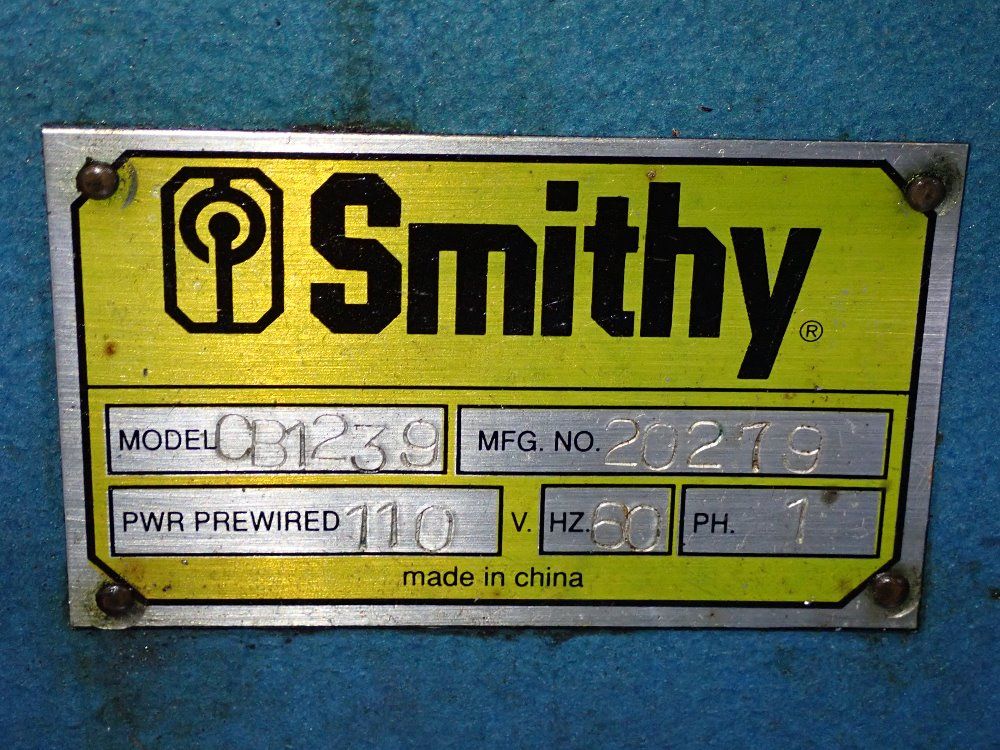 Smithy®
MODEL CB1239 MFG. NO. 20279
PWR PREWIRED 110 V. HZ. 60 PH. 1
made in china